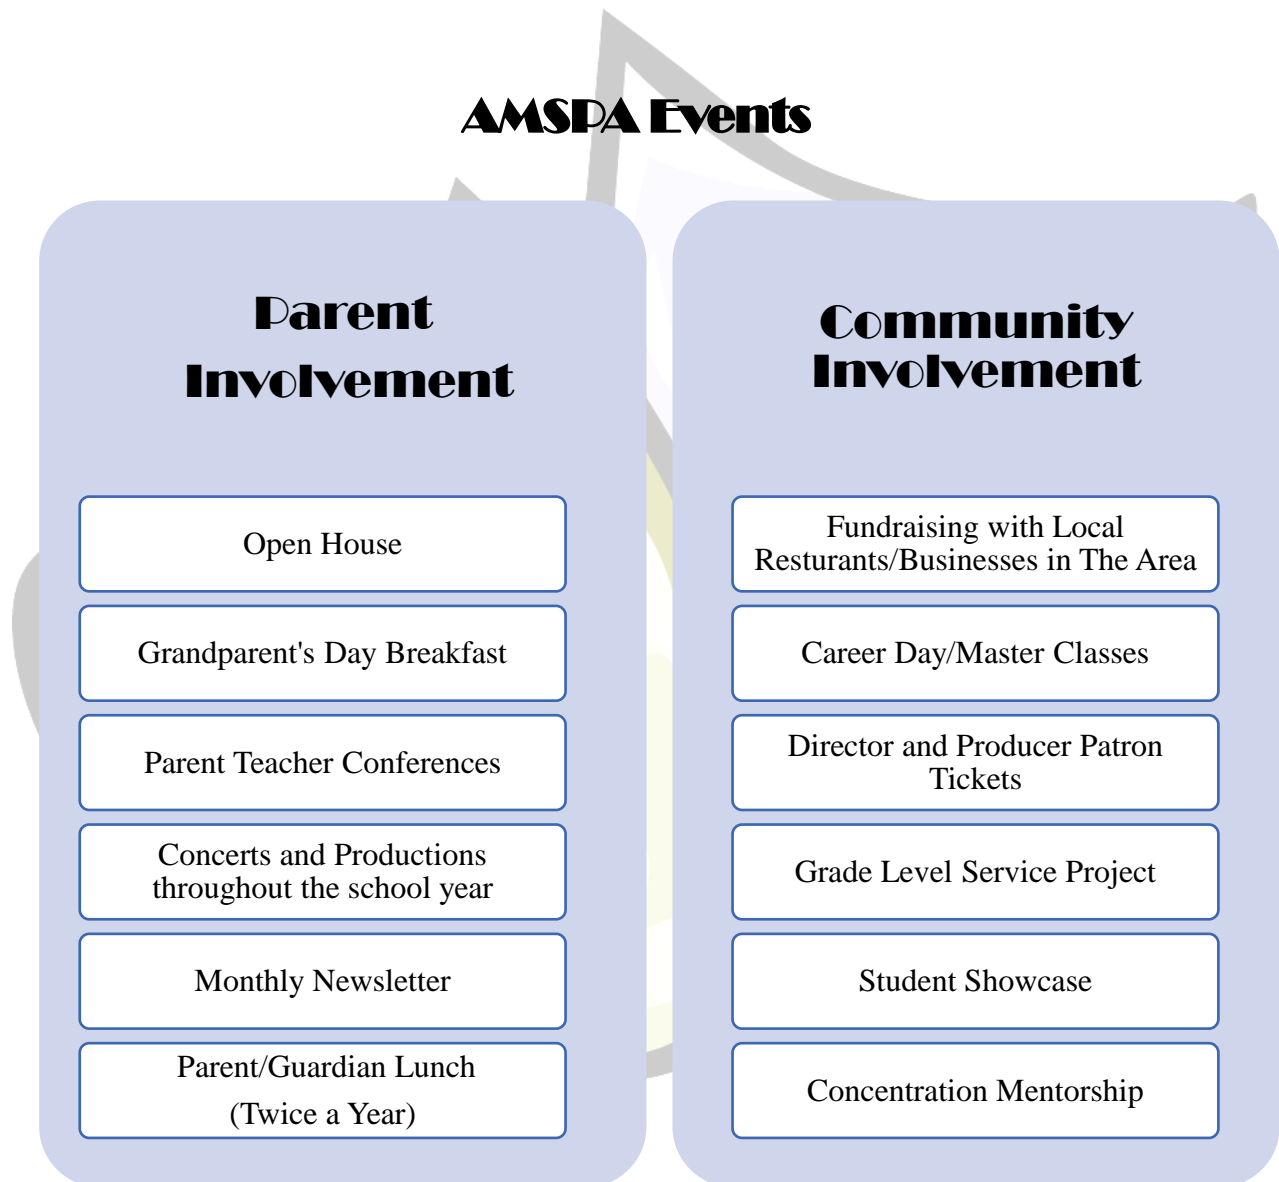 AMSPA Events
Parent
Involvement
Open House
Grandparent's Day Breakfast
Parent Teacher Conferences
Concerts and Productions
throughout the school year
Monthly Newsletter
Parent/Guardian Lunch
(Twice a Year)
Community
Involvement
Fundraising with Local
Resturants/Businesses in The Area
Career Day/Master Classes
Director and Producer Patron
Tickets
Grade Level Service Project
Student Showcase
Concentration Mentorship